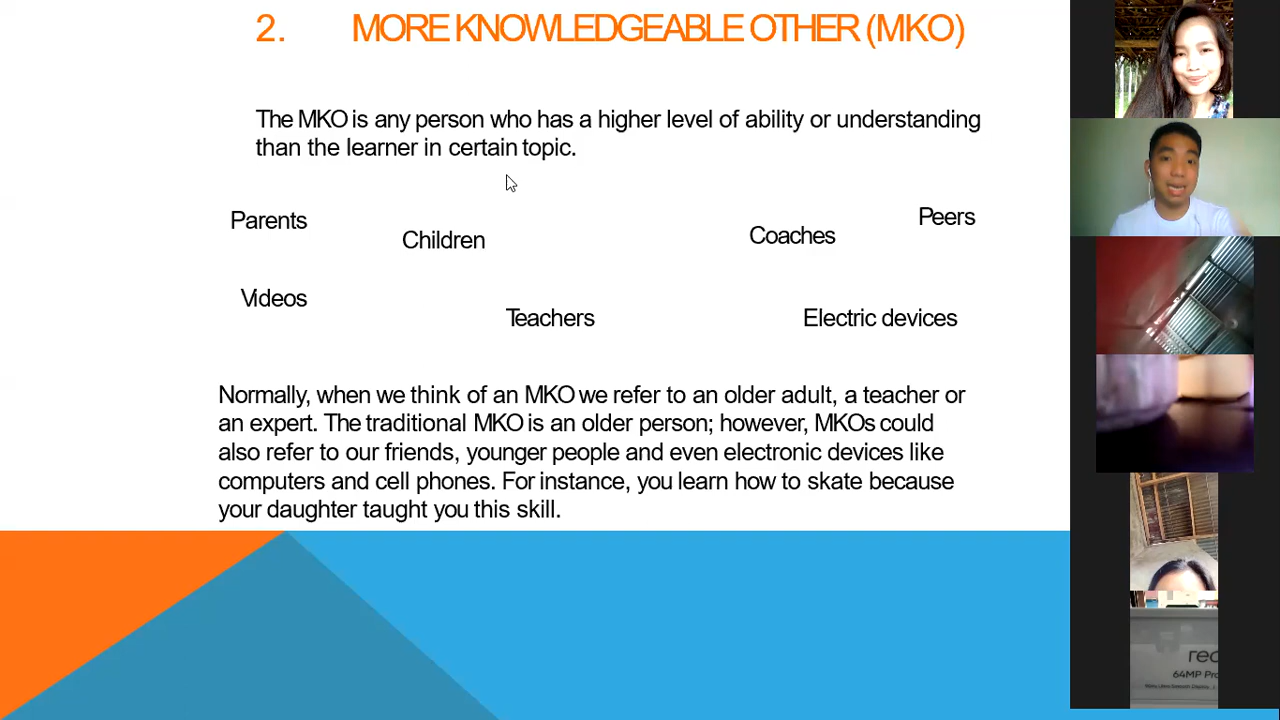 2. MORE KNOWLEDGEABLE OTHER (MKO)
The MKO is any person who has a higher level of ability or understanding
than the learner in certain topic.
Parents
Children
Coaches
Peers
Videos
Teachers
Electric devices
Normally, when we think of an MKO we refer to an older adult, a teacher or
an expert. The traditional MKO is an older person; however, MKOs could
also refer to our friends, younger people and even electronic devices like
computers and cell phones. For instance, you learn how to skate because
your daughter taught you this skill.
64MP